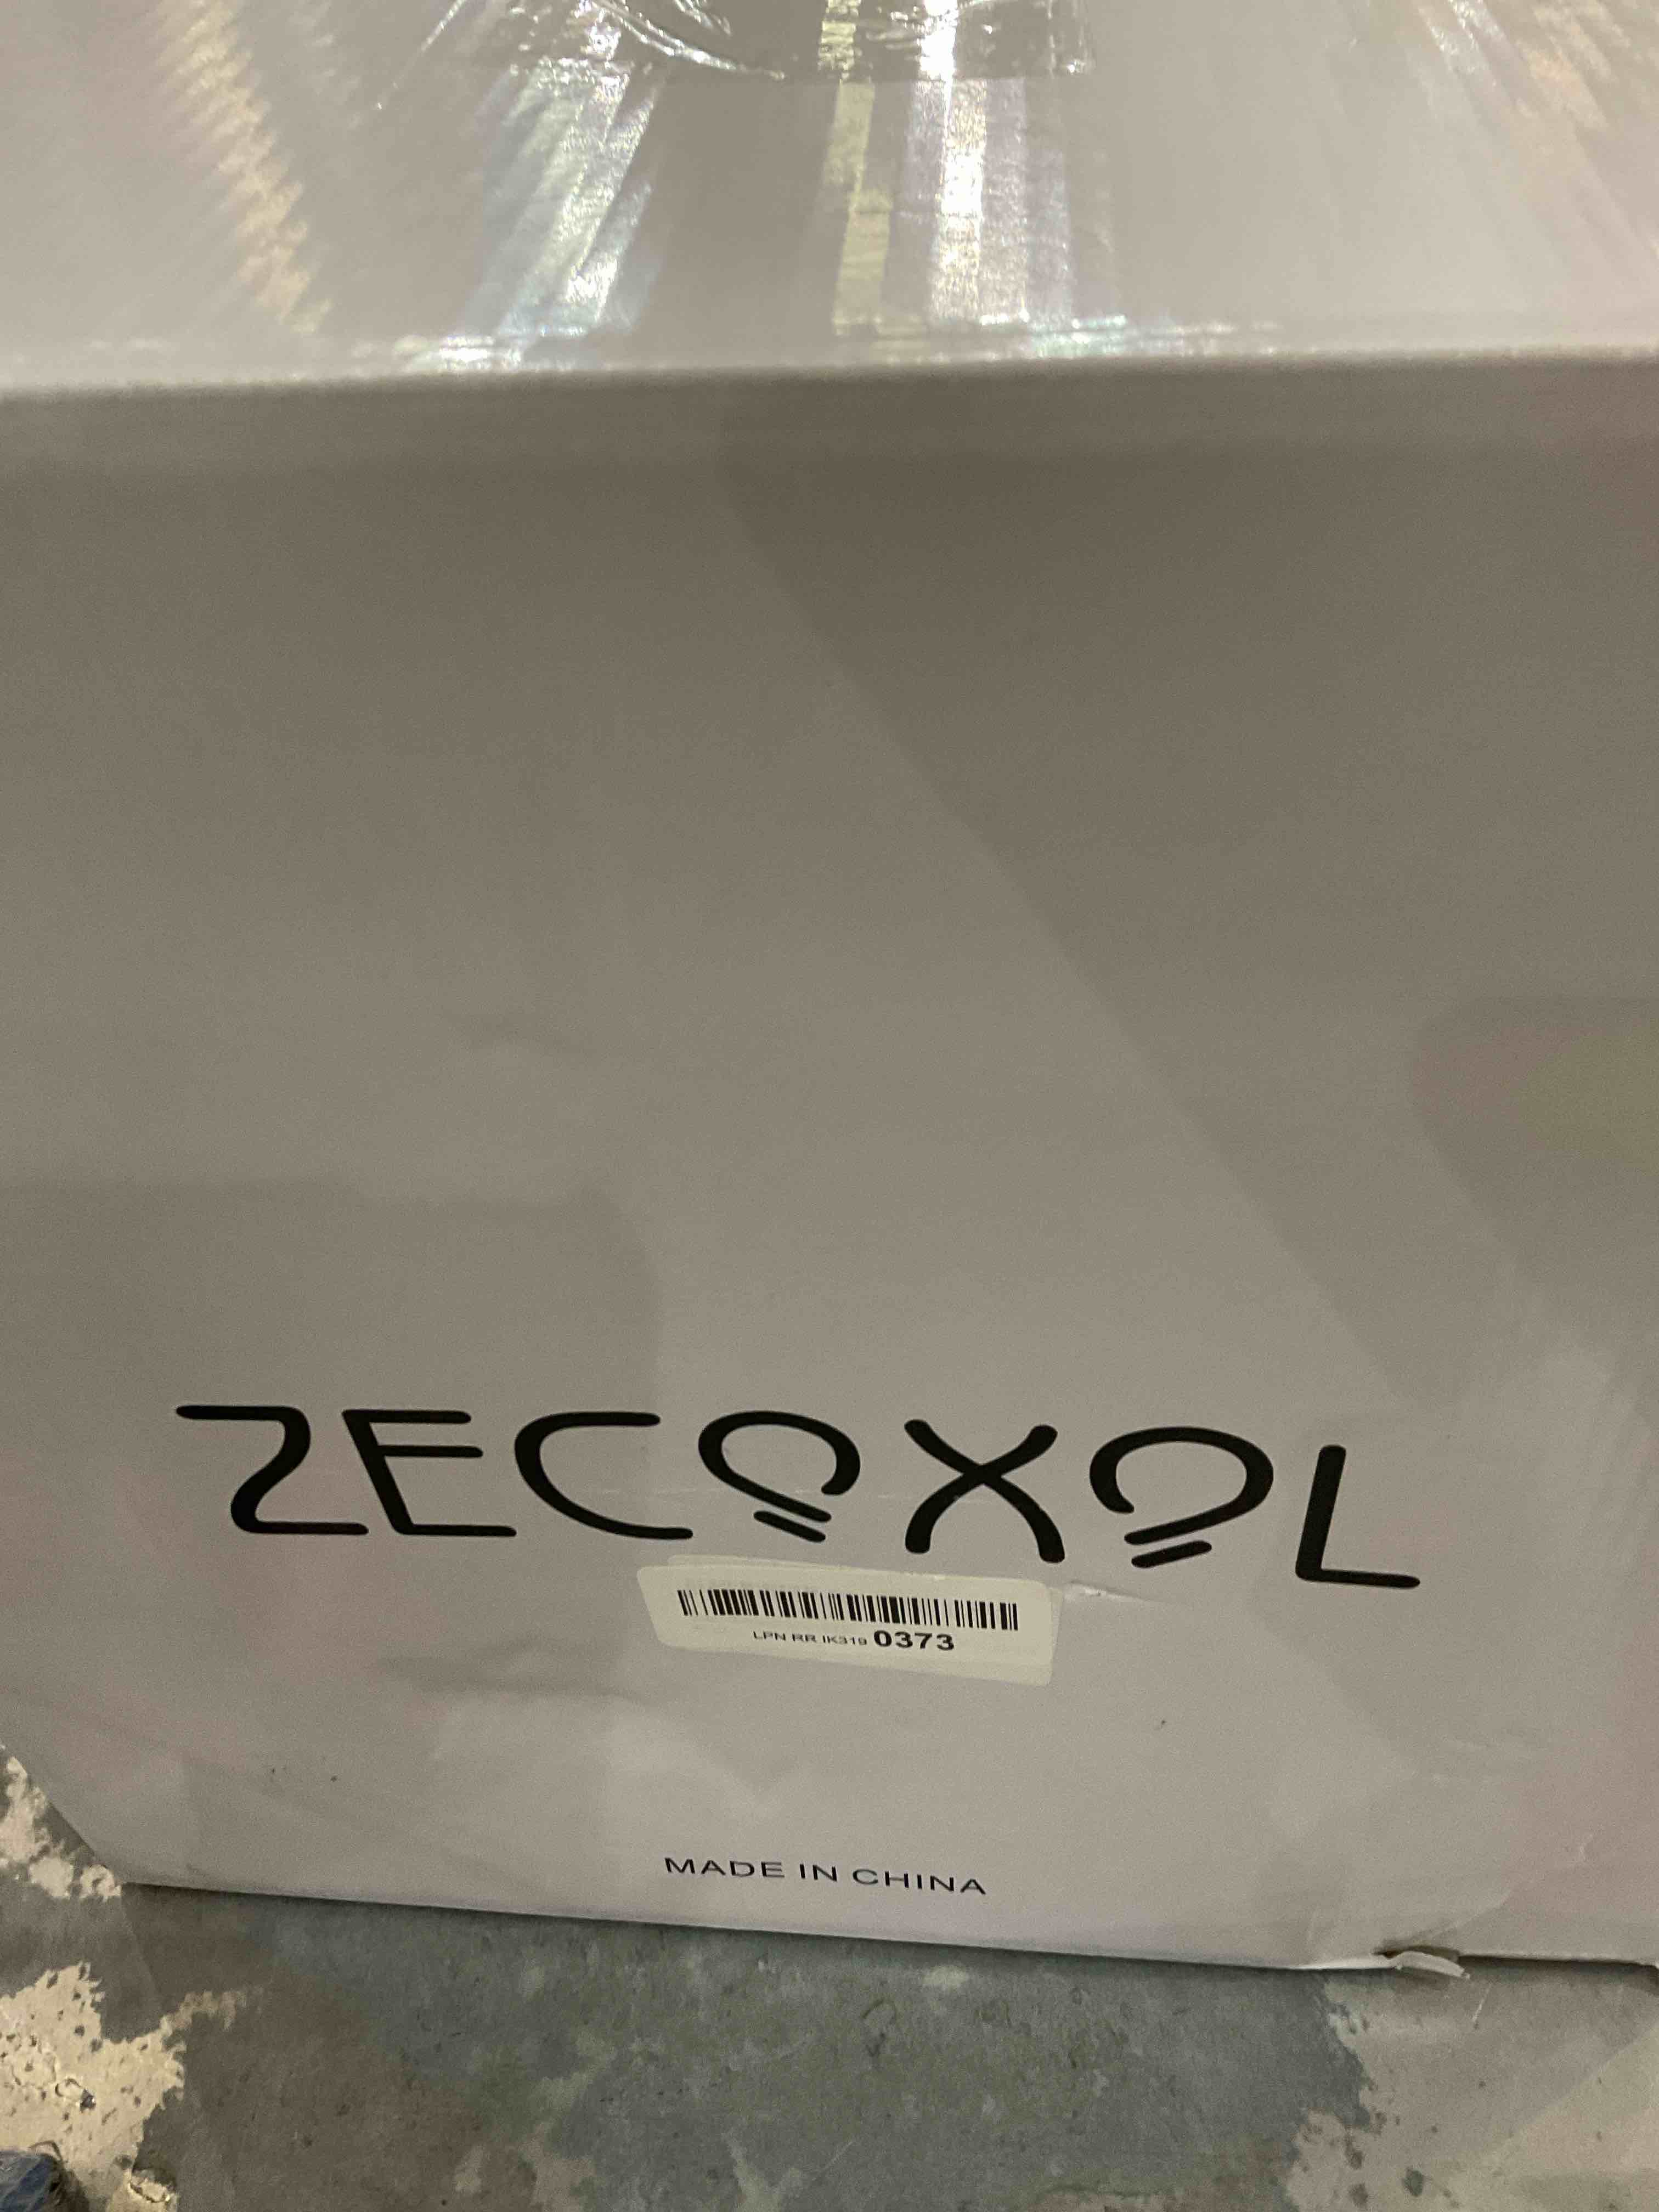 ZECOXOL
LPN RR IK319 0373
MADE IN CHINA